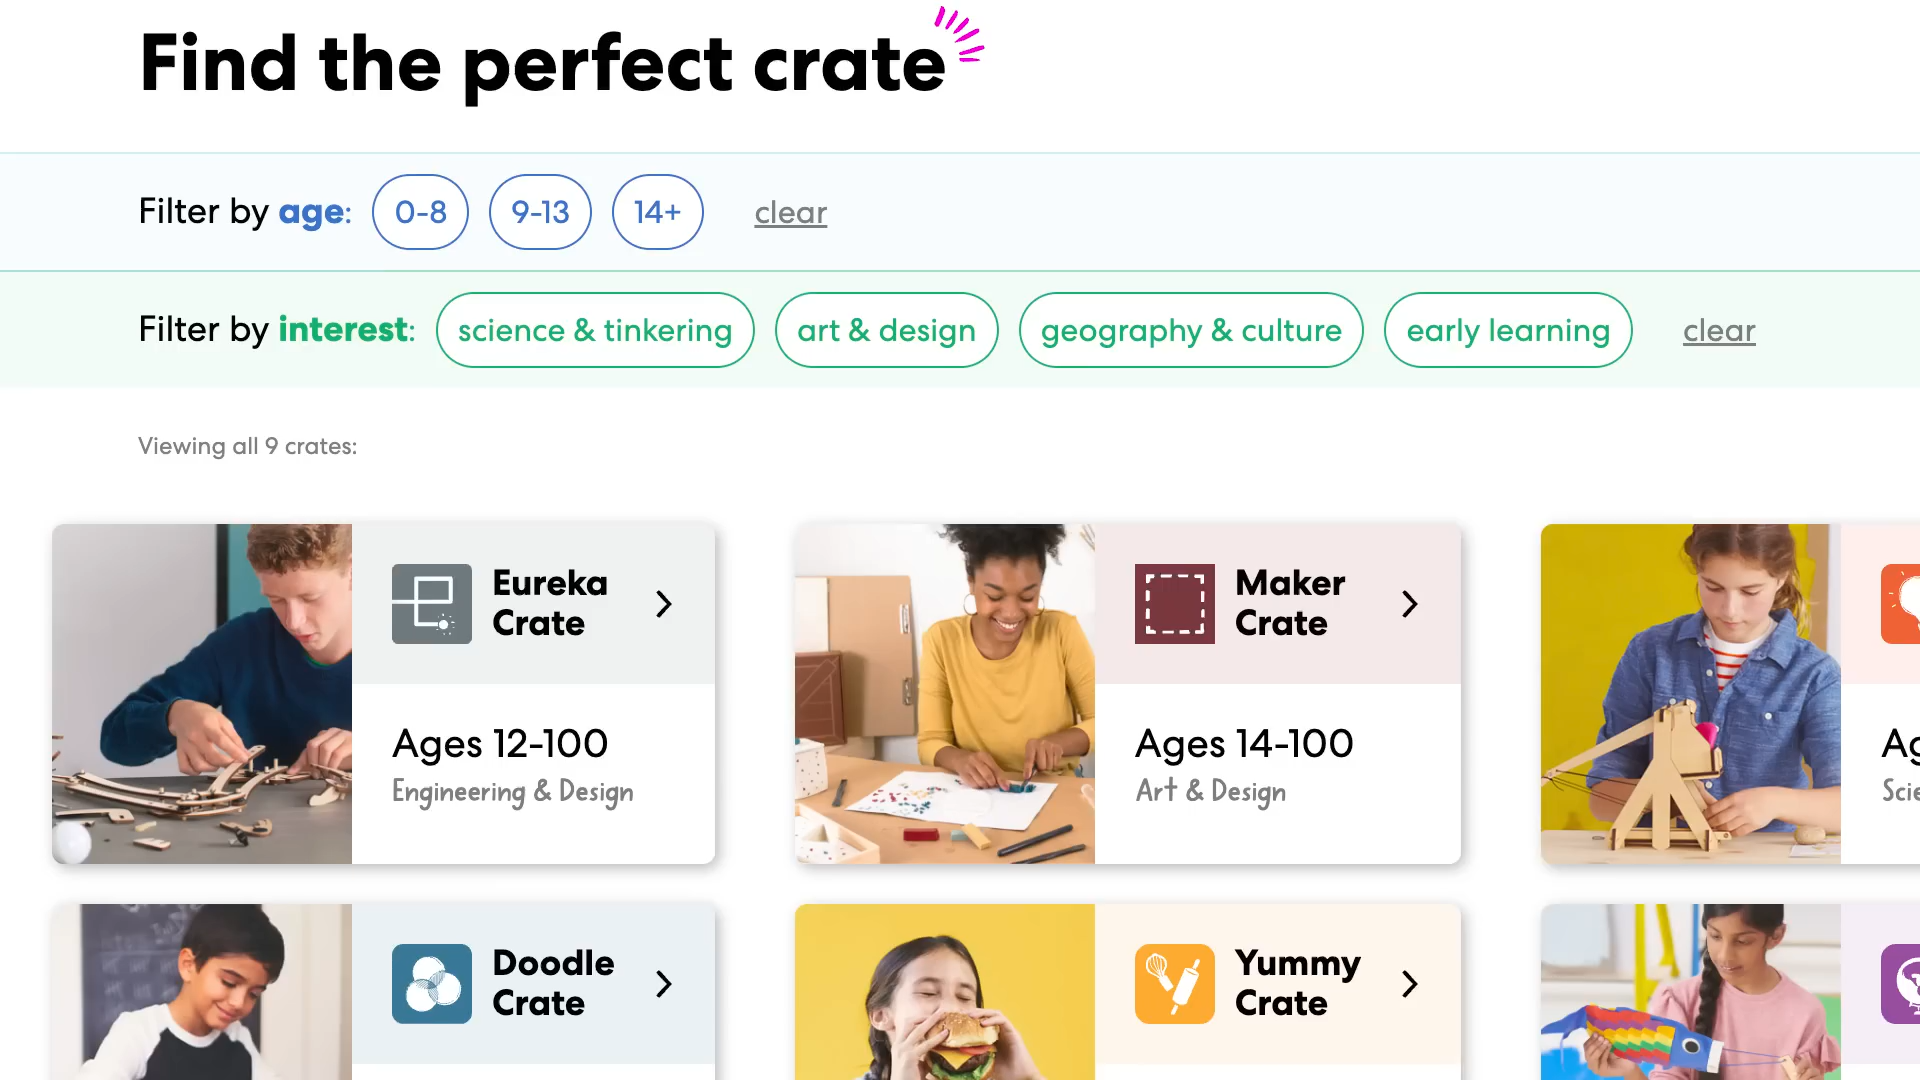 Find the perfect crate
Filter by age: 0-8 9-13 14+ clear
Filter by interest: science & tinkering art & design geography & culture early learning clear
Viewing all 9 crates:
Eureka
Crate
Ages 12-100
Engineering & Design
Maker
Crate
Ages 14-100
Art & Design
Doodle
Crate
Yummy
Crate